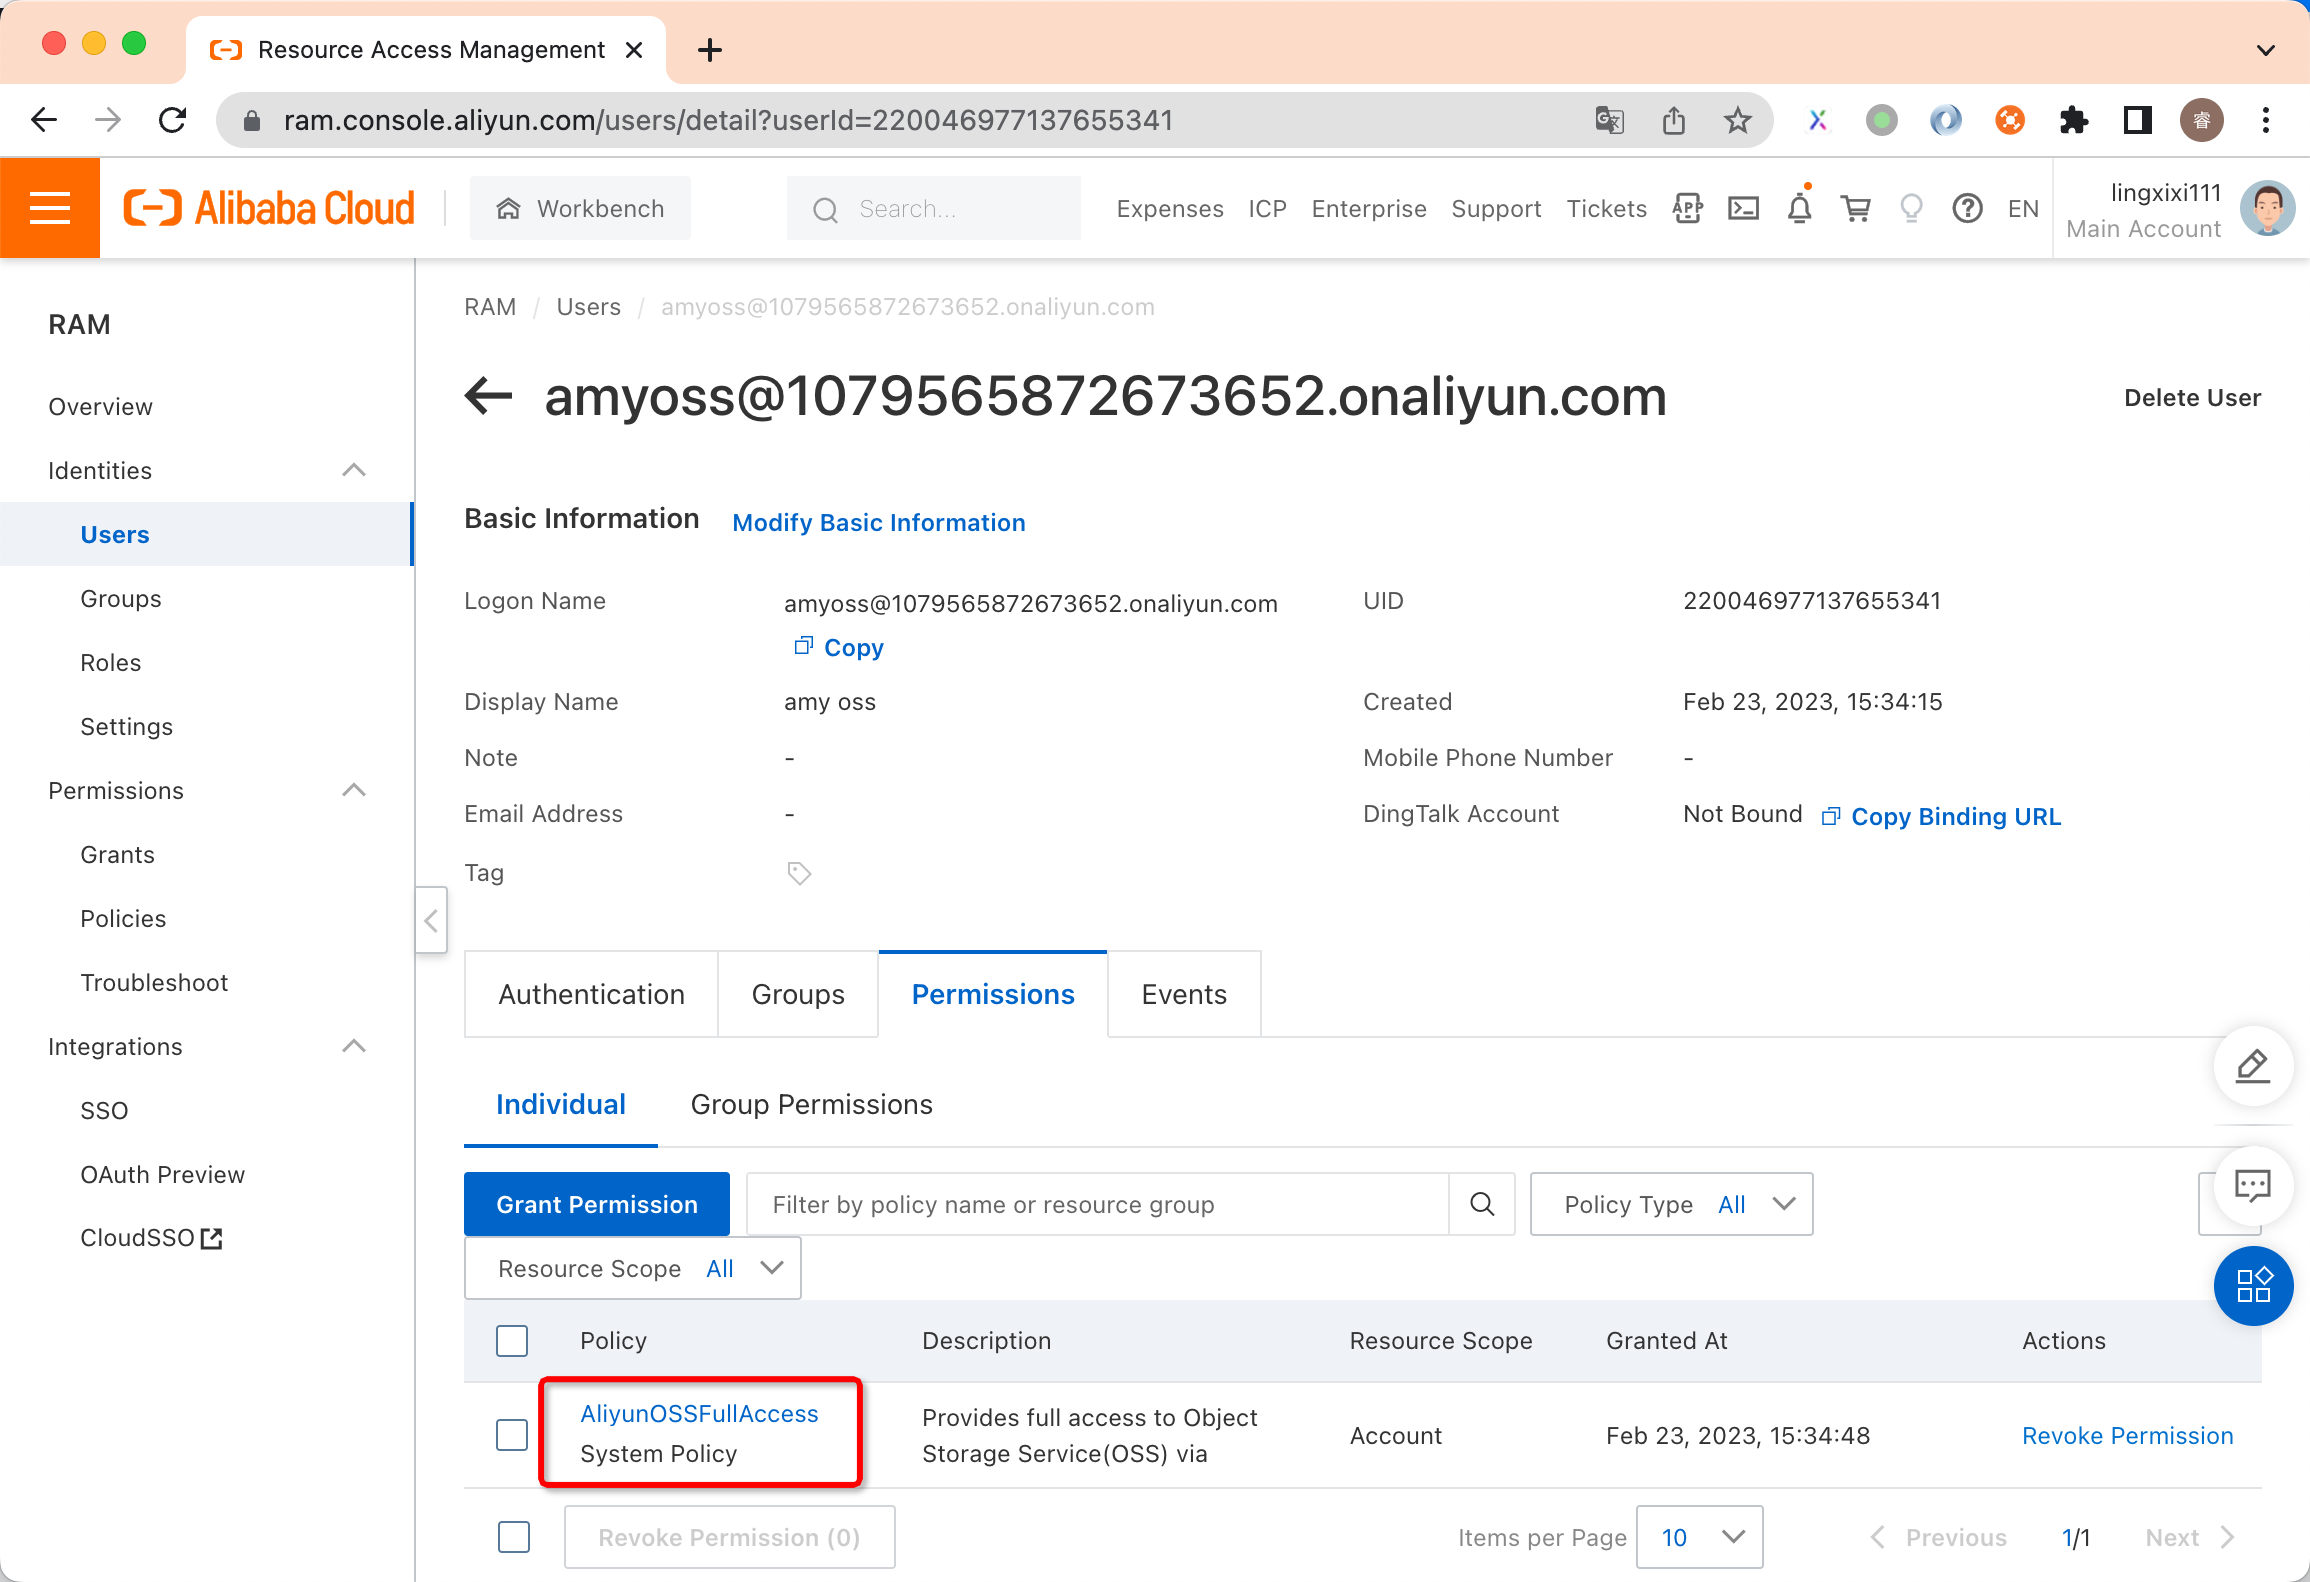 Resource Access Management
ram.console.aliyun.com/users/detail?userId=220046977137655341
睿
Alibaba Cloud
Workbench
Search...
Expenses
ICP
Enterprise
Support
Tickets
APP
EN
lingxixi111
Main Account
RAM
Overview
Identities
Users
Groups
Roles
Settings
Permissions
Grants
Policies
Troubleshoot
Integrations
SSO
OAuth Preview
CloudSSO
RAM / Users / amyoss@1079565872673652.onaliyun.com
amyoss@1079565872673652.onaliyun.com
Delete User
Basic Information
Modify Basic Information
Logon Name
amyoss@1079565872673652.onaliyun.com
Copy
UID
220046977137655341
Display Name
amy oss
Created
Feb 23, 2023, 15:34:15
Note
-
Mobile Phone Number
-
Email Address
-
DingTalk Account
Not Bound
Copy Binding URL
Tag
Authentication
Groups
Permissions
Events
Individual
Group Permissions
Grant Permission
Filter by policy name or resource group
Policy Type All
Resource Scope All
Policy
Description
Resource Scope
Granted At
Actions
AliyunOSSFullAccess
System Policy
Provides full access to Object
Storage Service(OSS) via
Account
Feb 23, 2023, 15:34:48
Revoke Permission
Revoke Permission (0)
Items per Page
10
Previous
1/1
Next